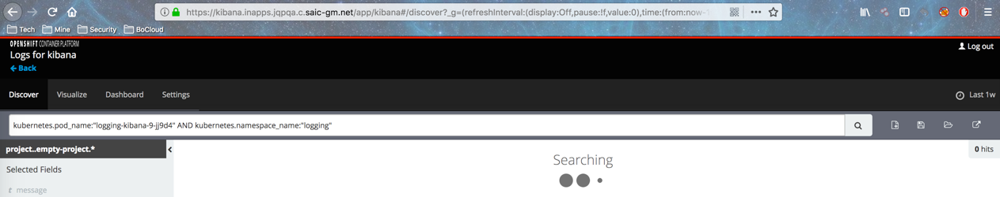 https://kibana.inapps.jqpqa.c.saic-gm.net/app/kibana#/discover?_g=(refreshInterval:(display:Off,pause:!f,value:0),time:(from:now-
Tech Mine Security BoCloud
OPENSHIFT CONTAINER PLATFORM
Logs for kibana
Log out
Back
Discover Visualize Dashboard Settings Last 1w
kubernetes.pod_name:"logging-kibana-9-jj9d4" AND kubernetes.namespace_name:"logging"
project..empty-project.*
0 hits
Searching
Selected Fields
t message